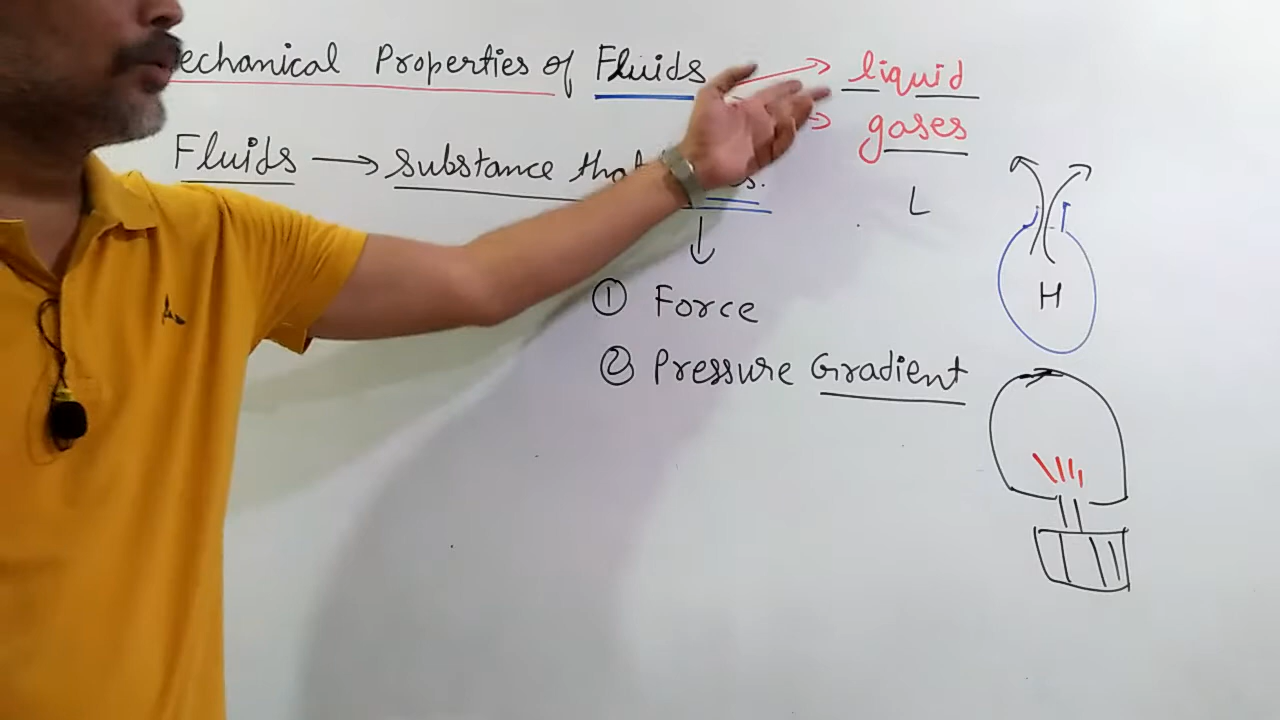 echanical Properties of Fluids → liquid
→ gases
Fluids → substance that
L
↓
① Force
H
② Pressure Gradient